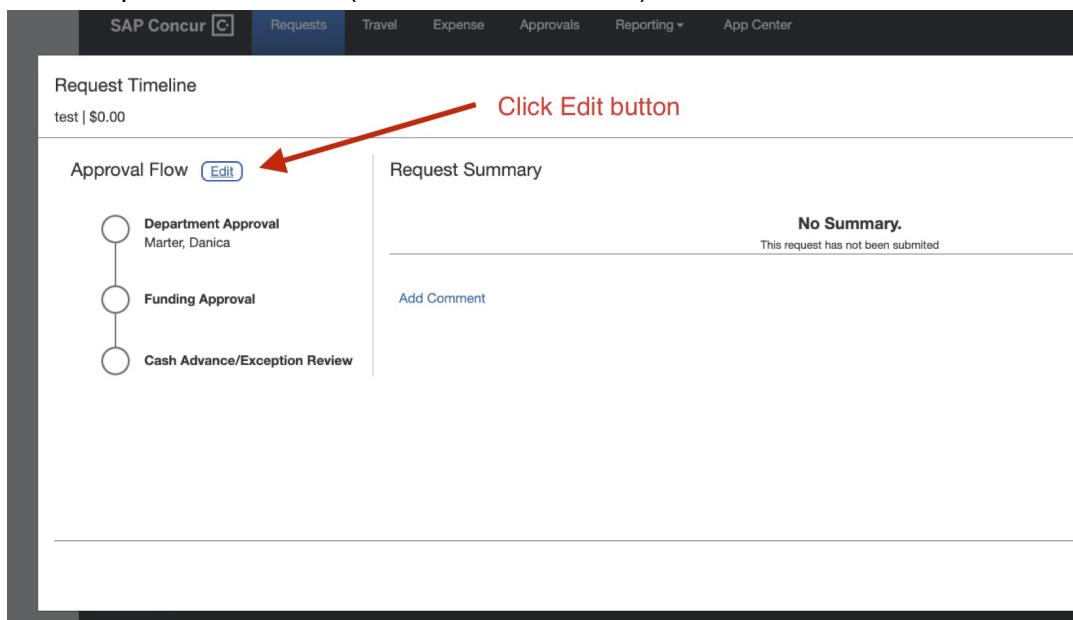 SAP Concur C Requests Travel Expense Approvals Reporting App Center
Request Timeline
test | $0.00
Click Edit button
Approval Flow Edit
Request Summary
Department Approval
Marter, Danica
No Summary.
This request has not been submited
Funding Approval
Add Comment
Cash Advance/Exception Review